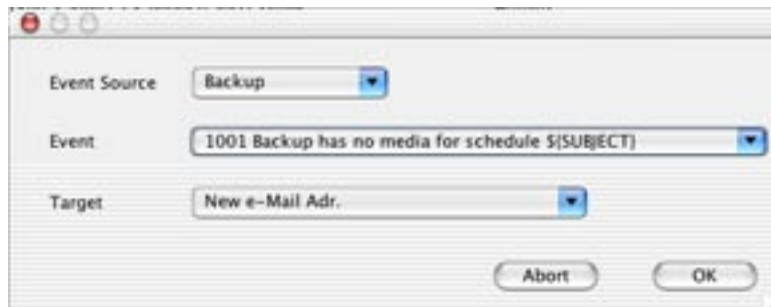 Event Source Backup
Event 1001 Backup has no media for schedule ${SUBJECT}
Target New e-Mail Adr.
Abort OK